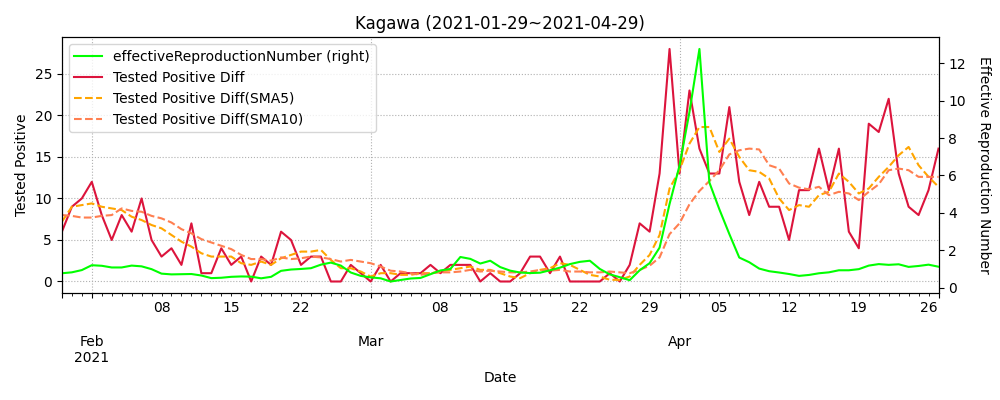 Kagawa (2021-01-29~2021-04-29)
effectiveReproductionNumber (right)
Tested Positive Diff
Tested Positive Diff(SMA5)
Tested Positive Diff(SMA10)
Tested Positive
25
20
15
10
5
0
Effective Reproduction Number
12
10
8
6
4
2
0
08 15 22 08 15 22 29 05 12 19 26
Feb Mar Apr
2021
Date